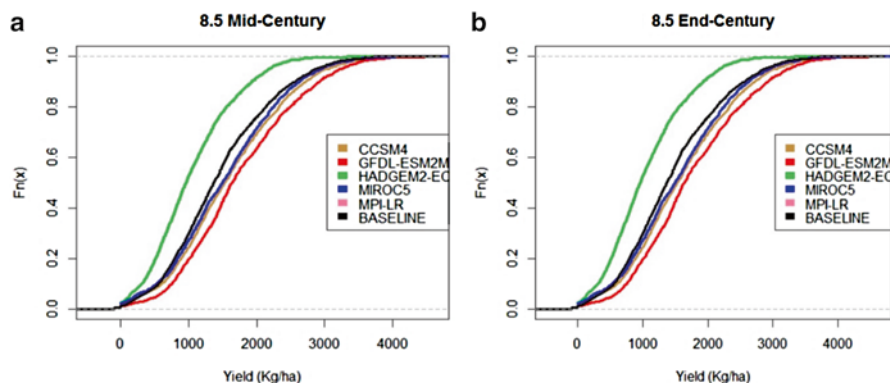 a
8.5 Mid-Century
Fn(x)
1.0
0.8
0.6
0.4
0.2
0.0
CCSM4
GFDL-ESM2M
HADGEM2-EC
MIROC5
MPI-LR
BASELINE
0 1000 2000 3000 4000
Yield (Kg/ha)
b
8.5 End-Century
Fn(x)
1.0
0.8
0.6
0.4
0.2
0.0
CCSM4
GFDL-ESM2M
HADGEM2-EC
MIROC5
MPI-LR
BASELINE
0 1000 2000 3000 4000
Yield (Kg/ha)